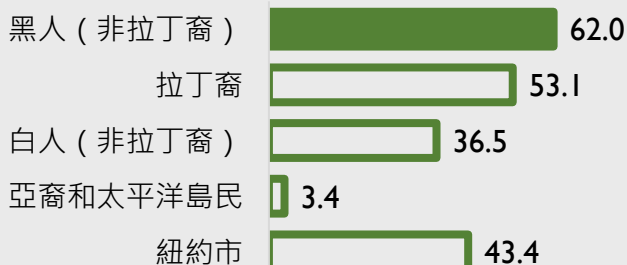 黑人（非拉丁裔） 62.0
拉丁裔 53.1
白人（非拉丁裔） 36.5
亞裔和太平洋島民 3.4
紐約市 43.4